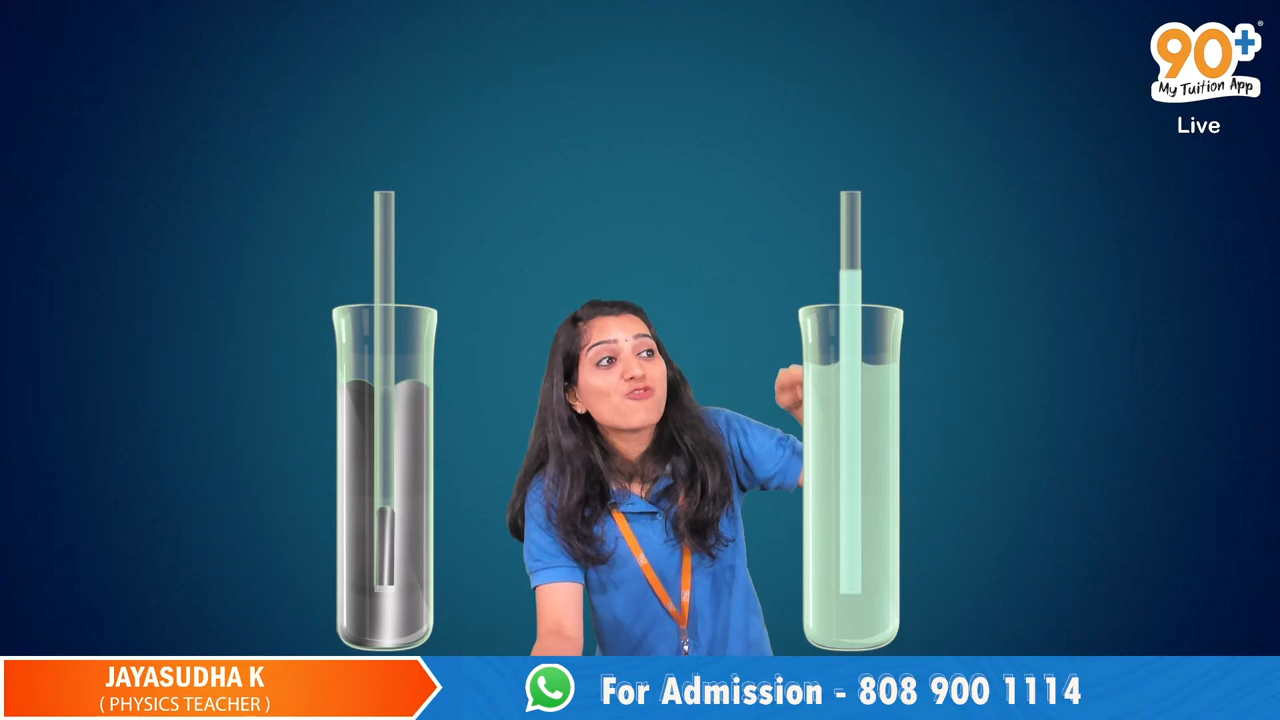 90+
My Tuition App
Live
JAYASUDHA K
( PHYSICS TEACHER )
For Admission - 808 900 1114